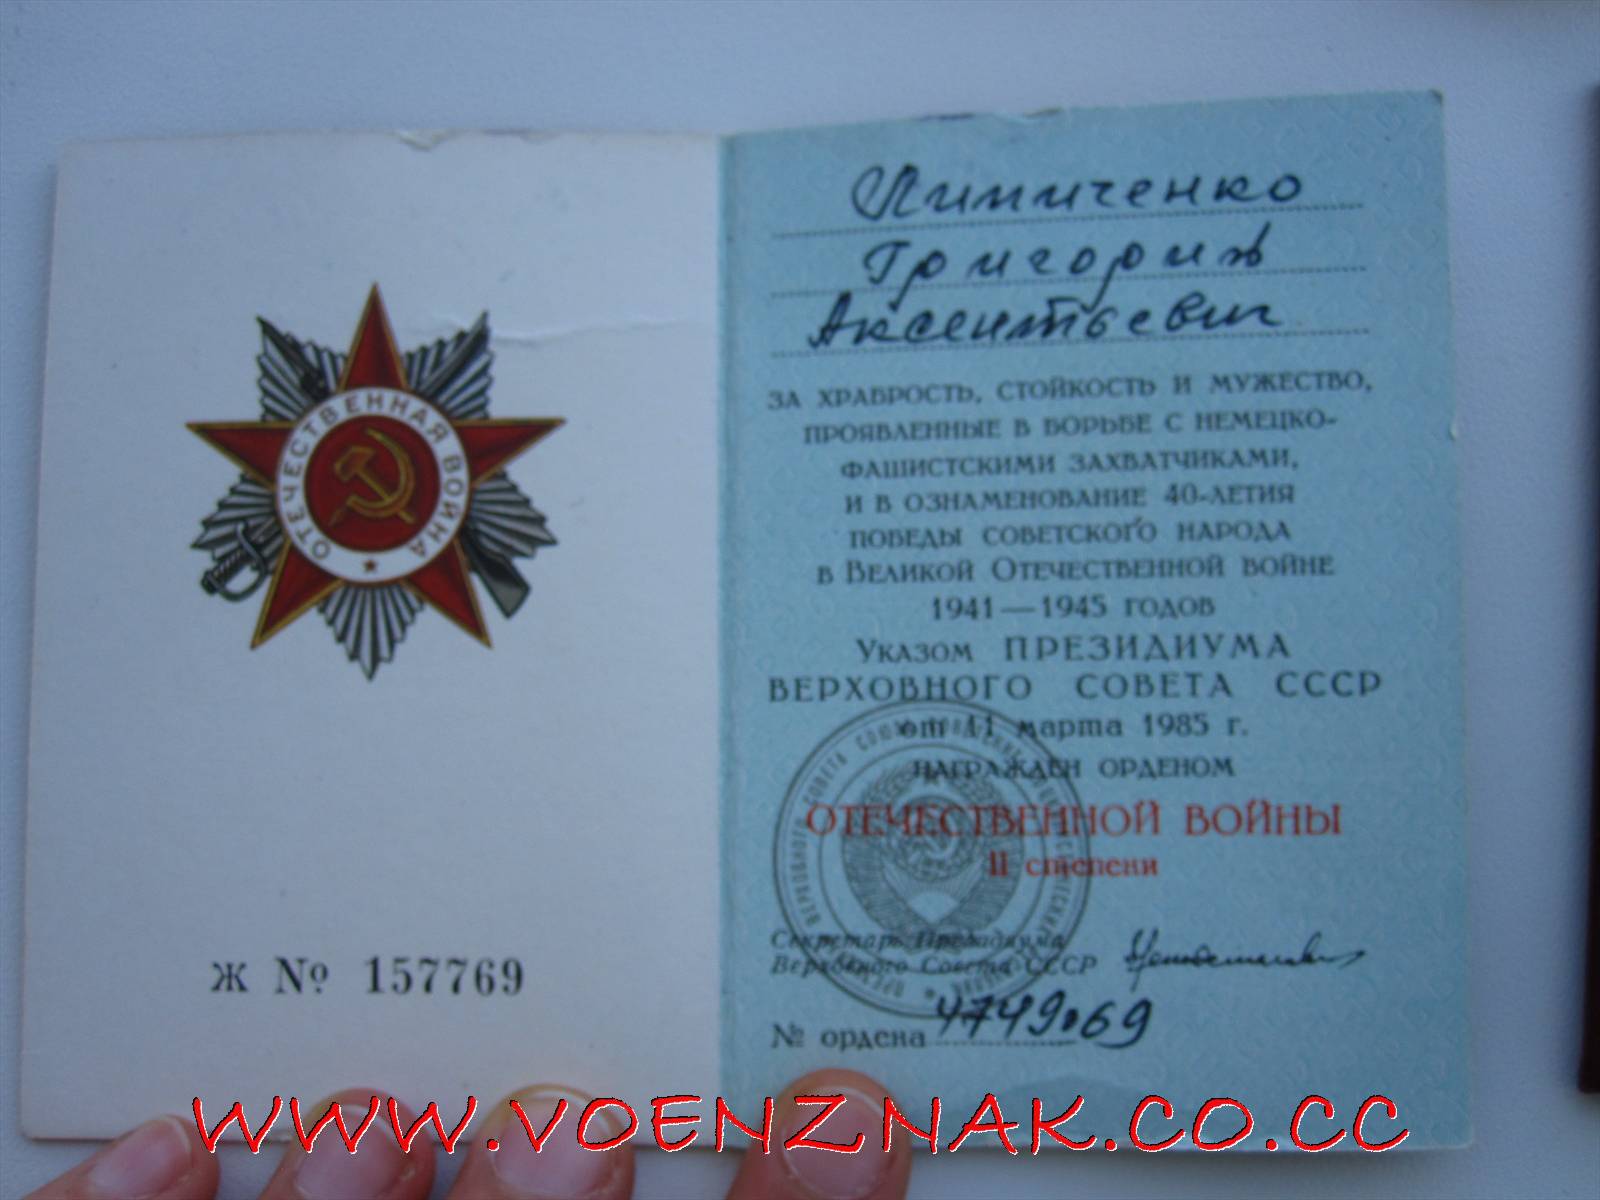 ОТЕЧЕСТВЕННАЯ ВОЙНА
Ж № 157769
Григорий
Аксентьевич
ЗА ХРАБРОСТЬ, СТОЙКОСТЬ И МУЖЕСТВО,
ПРОЯВЛЕННЫЕ В БОРЬБЕ С НЕМЕЦКО-
ФАШИСТСКИМИ ЗАХВАТЧИКАМИ,
И В ОЗНАМЕНОВАНИЕ 40-ЛЕТИЯ
ПОБЕДЫ СОВЕТСКОГО НАРОДА
В ВЕЛИКОЙ ОТЕЧЕСТВЕННОЙ ВОЙНЕ
1941—1945 ГОДОВ
УКАЗОМ ПРЕЗИДИУМА
ВЕРХОВНОГО СОВЕТА СССР
от 11 марта 1985 г.
НАГРАЖДЕН ОРДЕНОМ
ОТЕЧЕСТВЕННОЙ ВОЙНЫ
II степени
Секретарь Президиума
Верховного Совета СССР
№ ордена 4749069
WWW.VOENZNAK.CO.CC